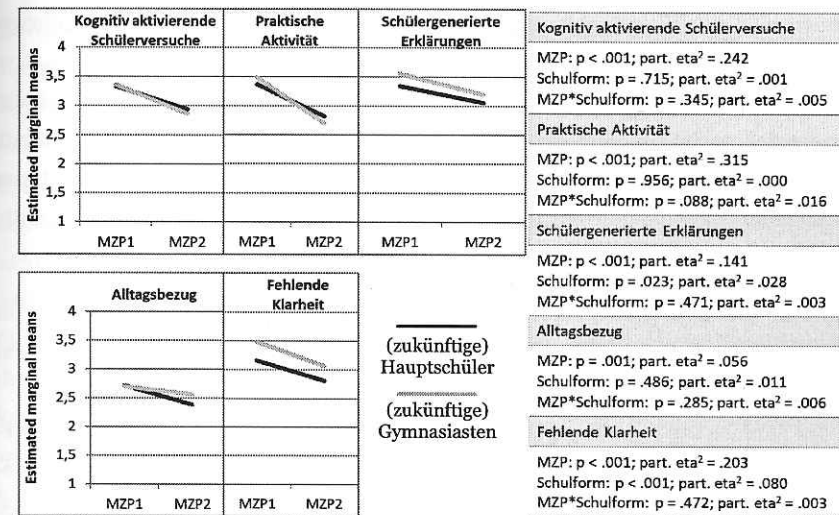 Kognitiv aktivierende
Schülerversuche
Praktische
Aktivität
Schülergenerierte
Erklärungen
Estimated marginal means
4
3,5
3
2,5
2
1,5
1
MZP1
MZP2
MZP1
MZP2
MZP1
MZP2
Alltagsbezug
Fehlende
Klarheit
Estimated marginal means
4
3,5
3
2,5
2
1,5
1
MZP1
MZP2
MZP1
MZP2
(zukünftige)
Hauptschüler
(zukünftige)
Gymnasiasten
Kognitiv aktivierende Schülerversuche
MZP: p < .001; part. eta² = .242
Schulform: p = .715; part. eta² = .001
MZP*Schulform: p = .345; part. eta² = .005
Praktische Aktivität
MZP: p < .001; part. eta² = .315
Schulform: p = .956; part. eta² = .000
MZP*Schulform: p = .088; part. eta² = .016
Schülergenerierte Erklärungen
MZP: p < .001; part. eta² = .141
Schulform: p = .023; part. eta² = .028
MZP*Schulform: p = .471; part. eta² = .003
Alltagsbezug
MZP: p = .001; part. eta² = .056
Schulform: p = .486; part. eta² = .011
MZP*Schulform: p = .285; part. eta² = .006
Fehlende Klarheit
MZP: p < .001; part. eta² = .203
Schulform: p < .001; part. eta² = .080
MZP*Schulform: p = .472; part. eta² = .003